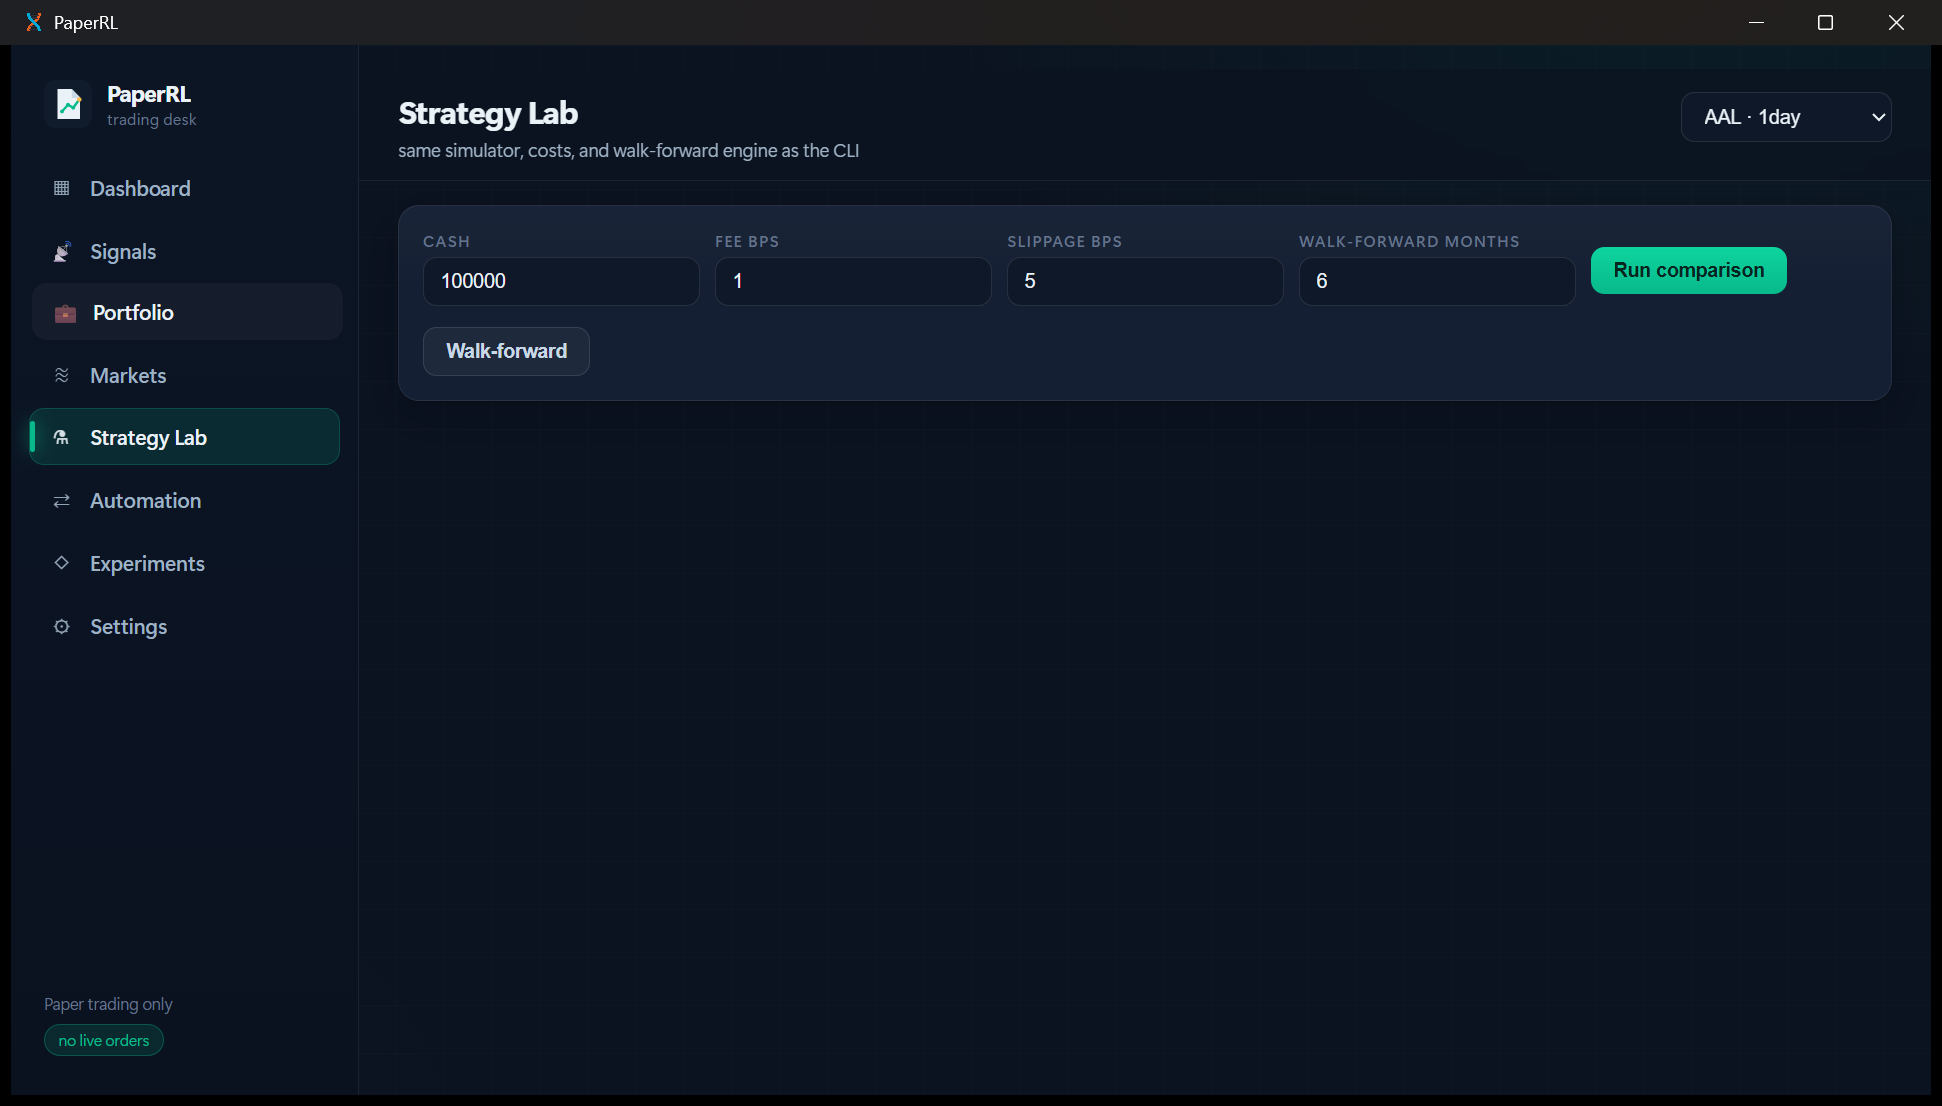 PaperRL
PaperRL
trading desk
Dashboard
Signals
Portfolio
Markets
Strategy Lab
Automation
Experiments
Settings
Paper trading only
no live orders
Strategy Lab
same simulator, costs, and walk-forward engine as the CLI
AAL · 1day
CASH
100000
FEE BPS
1
SLIPPAGE BPS
5
WALK-FORWARD MONTHS
6
Run comparison
Walk-forward